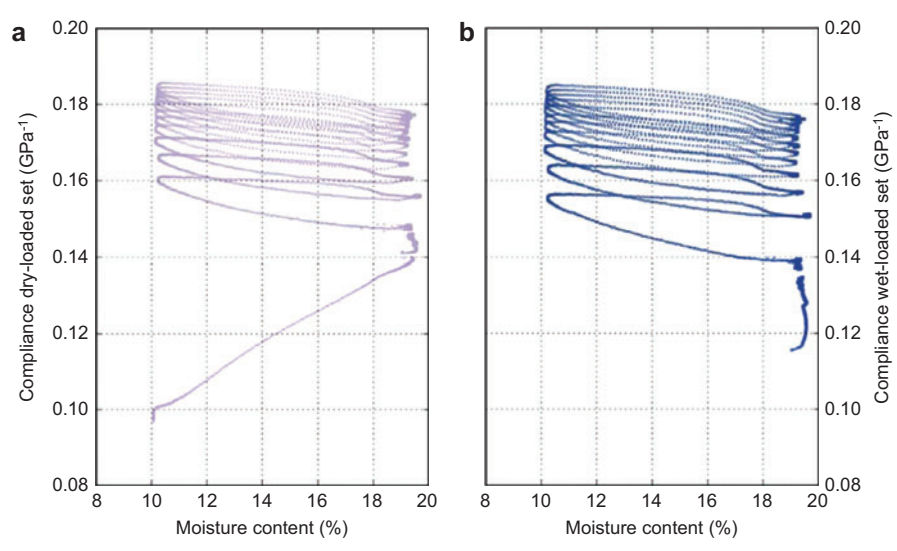 a
b
0.20
0.18
0.16
0.14
0.12
0.10
0.08
Compliance dry-loaded set (GPa⁻¹)
8 10 12 14 16 18 20
Moisture content (%)
8 10 12 14 16 18 20
Moisture content (%)
0.20
0.18
0.16
0.14
0.12
0.10
0.08
Compliance wet-loaded set (GPa⁻¹)